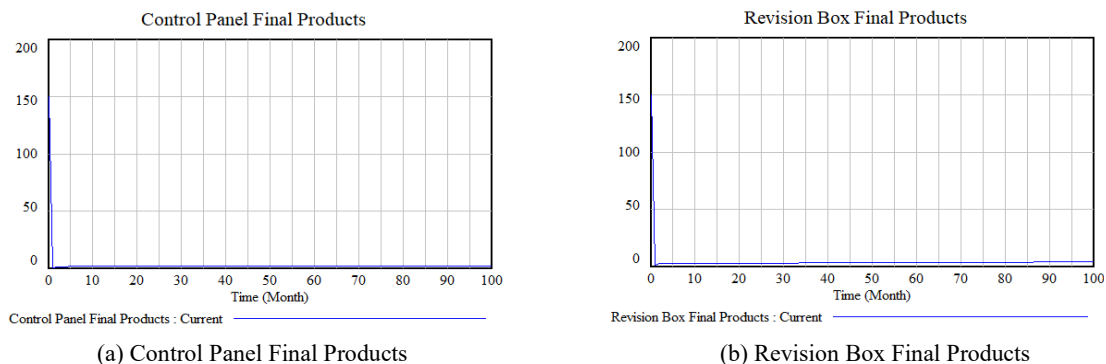 Control Panel Final Products
200
150
100
50
0
0 10 20 30 40 50 60 70 80 90 100
Time (Month)
Control Panel Final Products : Current
(a) Control Panel Final Products
Revision Box Final Products
200
150
100
50
0
0 10 20 30 40 50 60 70 80 90 100
Time (Month)
Revision Box Final Products : Current
(b) Revision Box Final Products